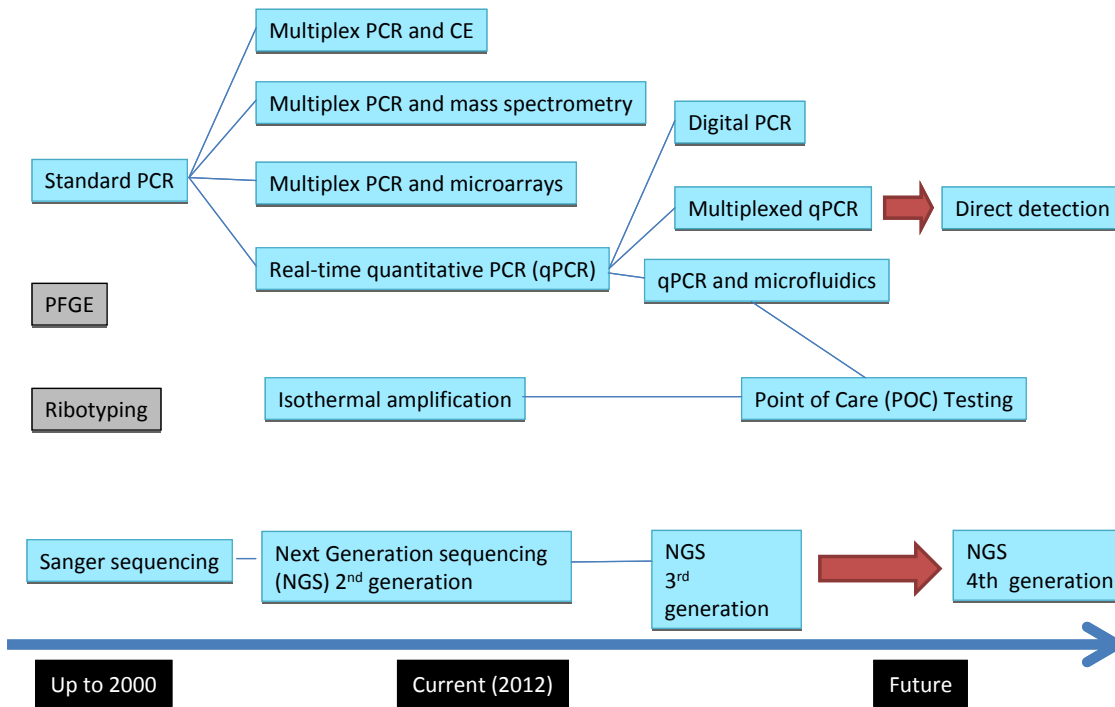 Multiplex PCR and CE
Multiplex PCR and mass spectrometry
Digital PCR
Standard PCR
Multiplex PCR and microarrays
Multiplexed qPCR
Direct detection
Real-time quantitative PCR (qPCR)
qPCR and microfluidics
PFGE
Ribotyping
Isothermal amplification
Point of Care (POC) Testing
Sanger sequencing
Next Generation sequencing
(NGS) 2nd generation
NGS
3rd
generation
NGS
4th generation
Up to 2000
Current (2012)
Future